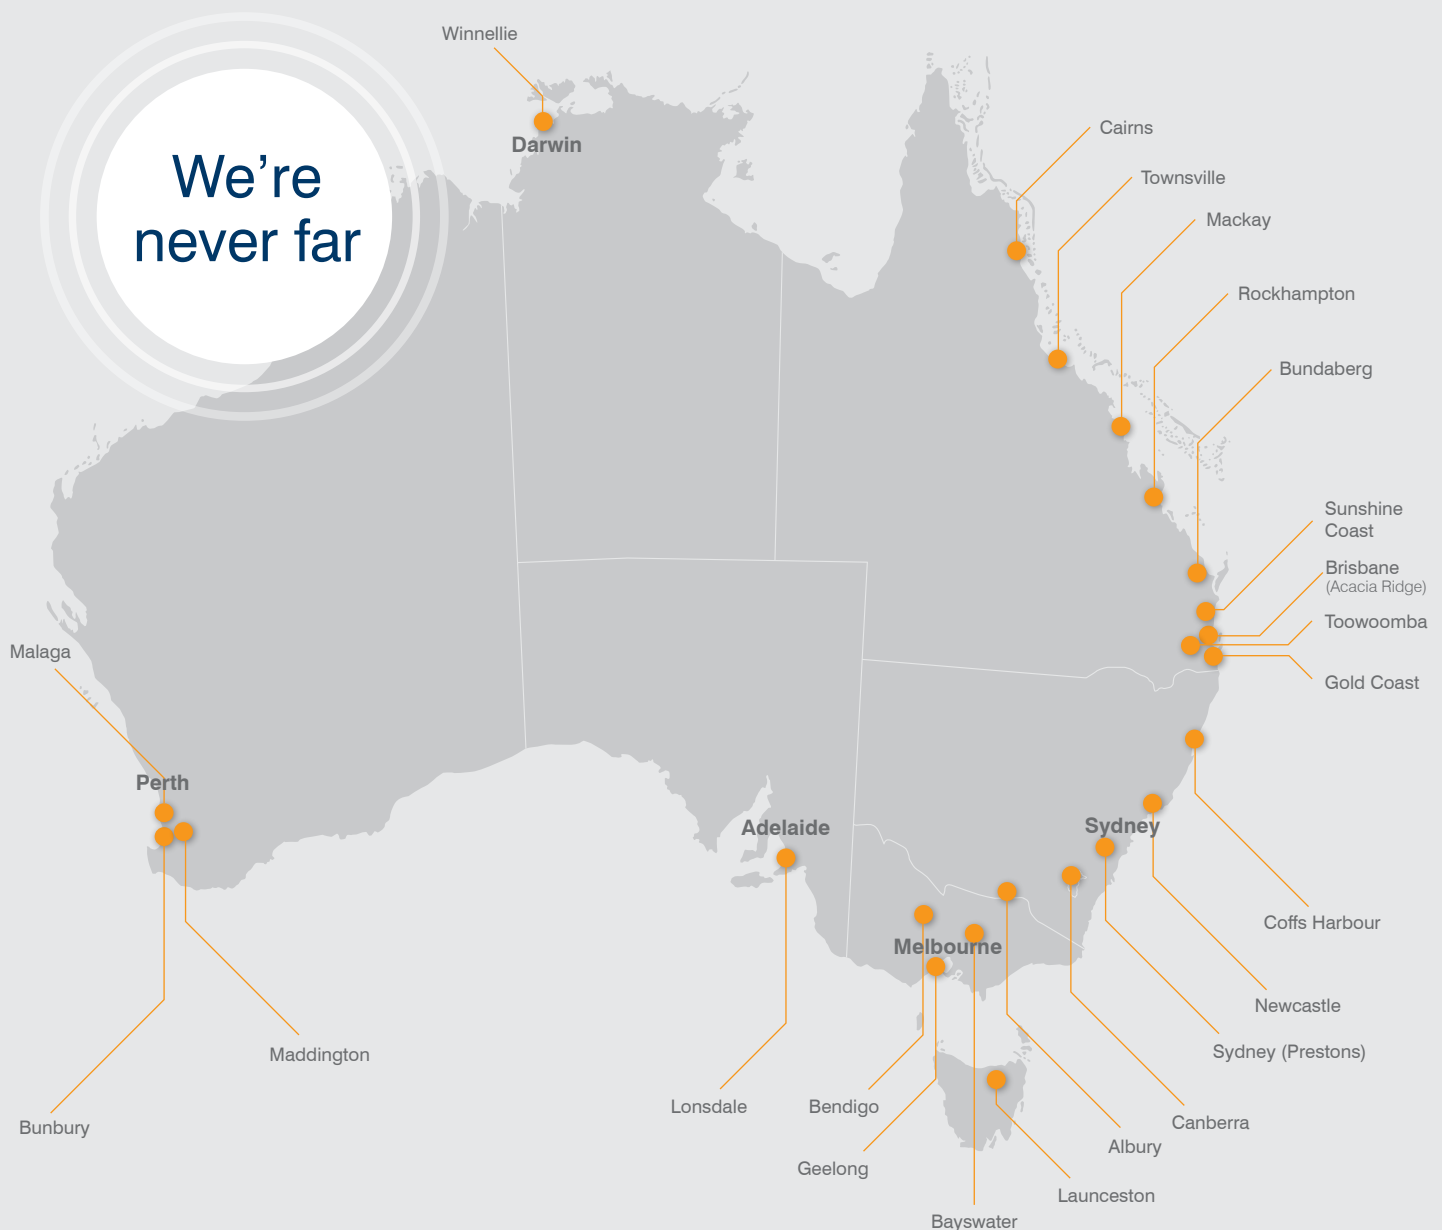 We're
never far
Winnellie
Darwin
Cairns
Townsville
Mackay
Rockhampton
Bundaberg
Sunshine
Coast
Brisbane
(Acacia Ridge)
Toowoomba
Gold Coast
Malaga
Perth
Adelaide
Sydney
Melbourne
Coffs Harbour
Newcastle
Sydney (Prestons)
Maddington
Bunbury
Lonsdale
Bendigo
Canberra
Albury
Geelong
Launceston
Bayswater